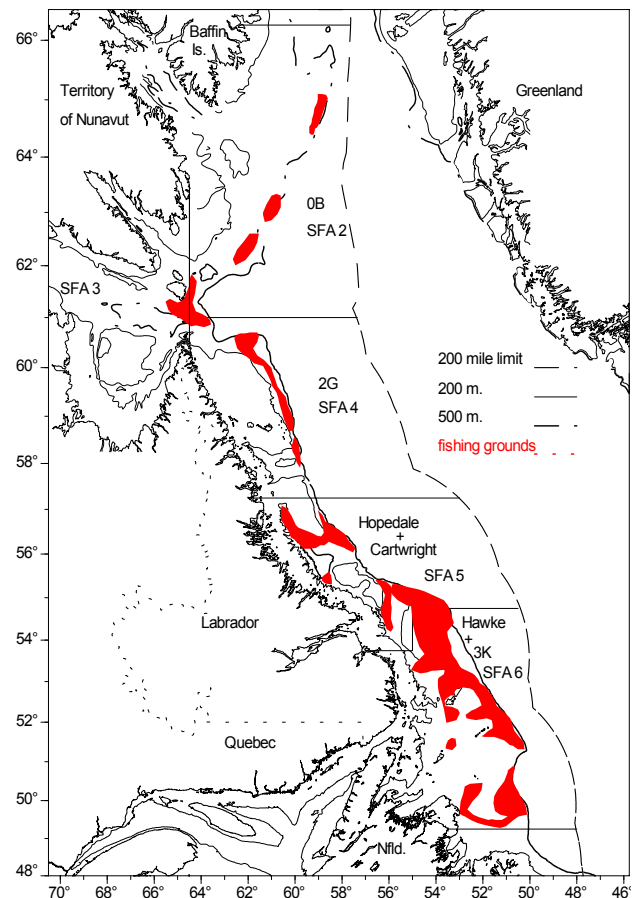 66°
Baffin
Is.
Territory
of Nunavut
Greenland
64°
0B
SFA 2
62°
SFA 3
60°
2G
SFA 4
200 mile limit
200 m.
500 m.
fishing grounds
58°
Hopedale
+
Cartwright
56°
SFA 5
Labrador
Hawke
+
3K
SFA 6
54°
52°
Quebec
50°
Nfld.
48°
70° 68° 66° 64° 62° 60° 58° 56° 54° 52° 50° 48° 46°